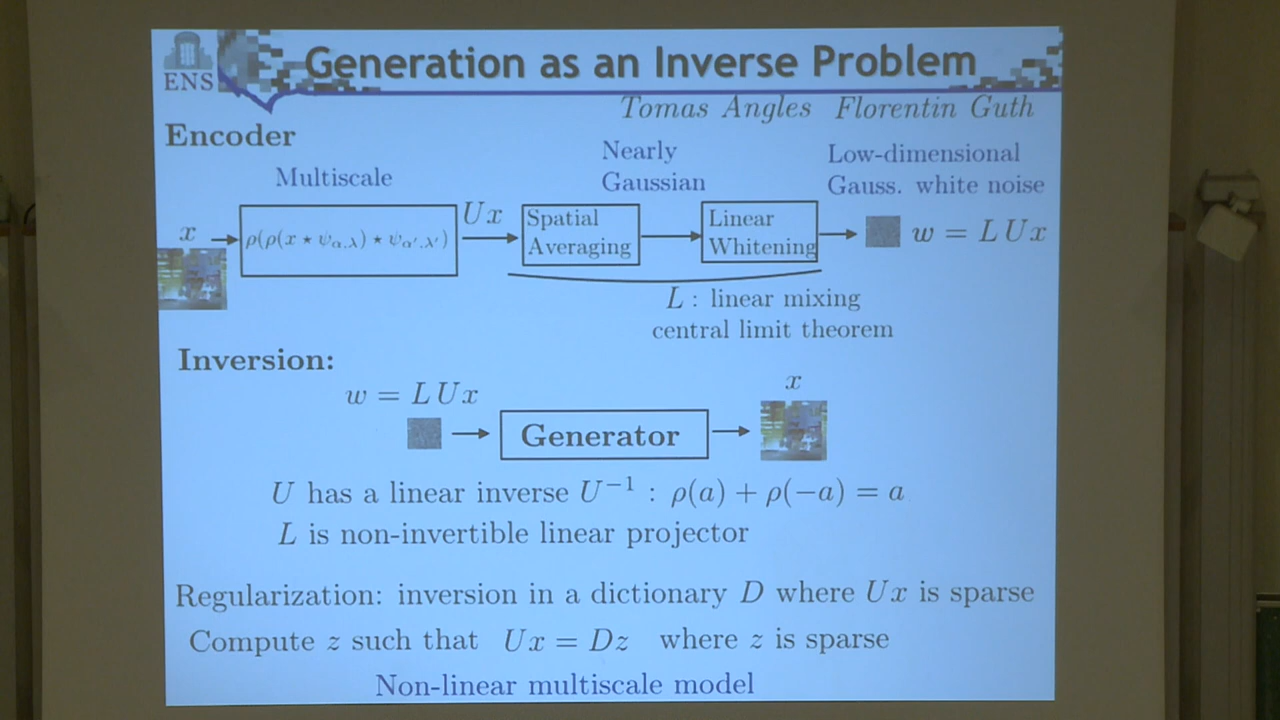 ENS
Generation as an Inverse Problem
Tomas Angles Florentin Guth
Encoder
Multiscale
Nearly
Gaussian
Low-dimensional
Gauss. white noise
x
ρ(ρ(x ⋆ ψα,λ) ⋆ ψα′,λ′)
Ux
Spatial
Averaging
Linear
Whitening
w = LUx
L : linear mixing
central limit theorem
Inversion:
w = LUx
Generator
x
U has a linear inverse U⁻¹ : ρ(a) + ρ(−a) = a
L is non-invertible linear projector
Regularization: inversion in a dictionary D where Ux is sparse
Compute z such that Ux = Dz where z is sparse
Non-linear multiscale model